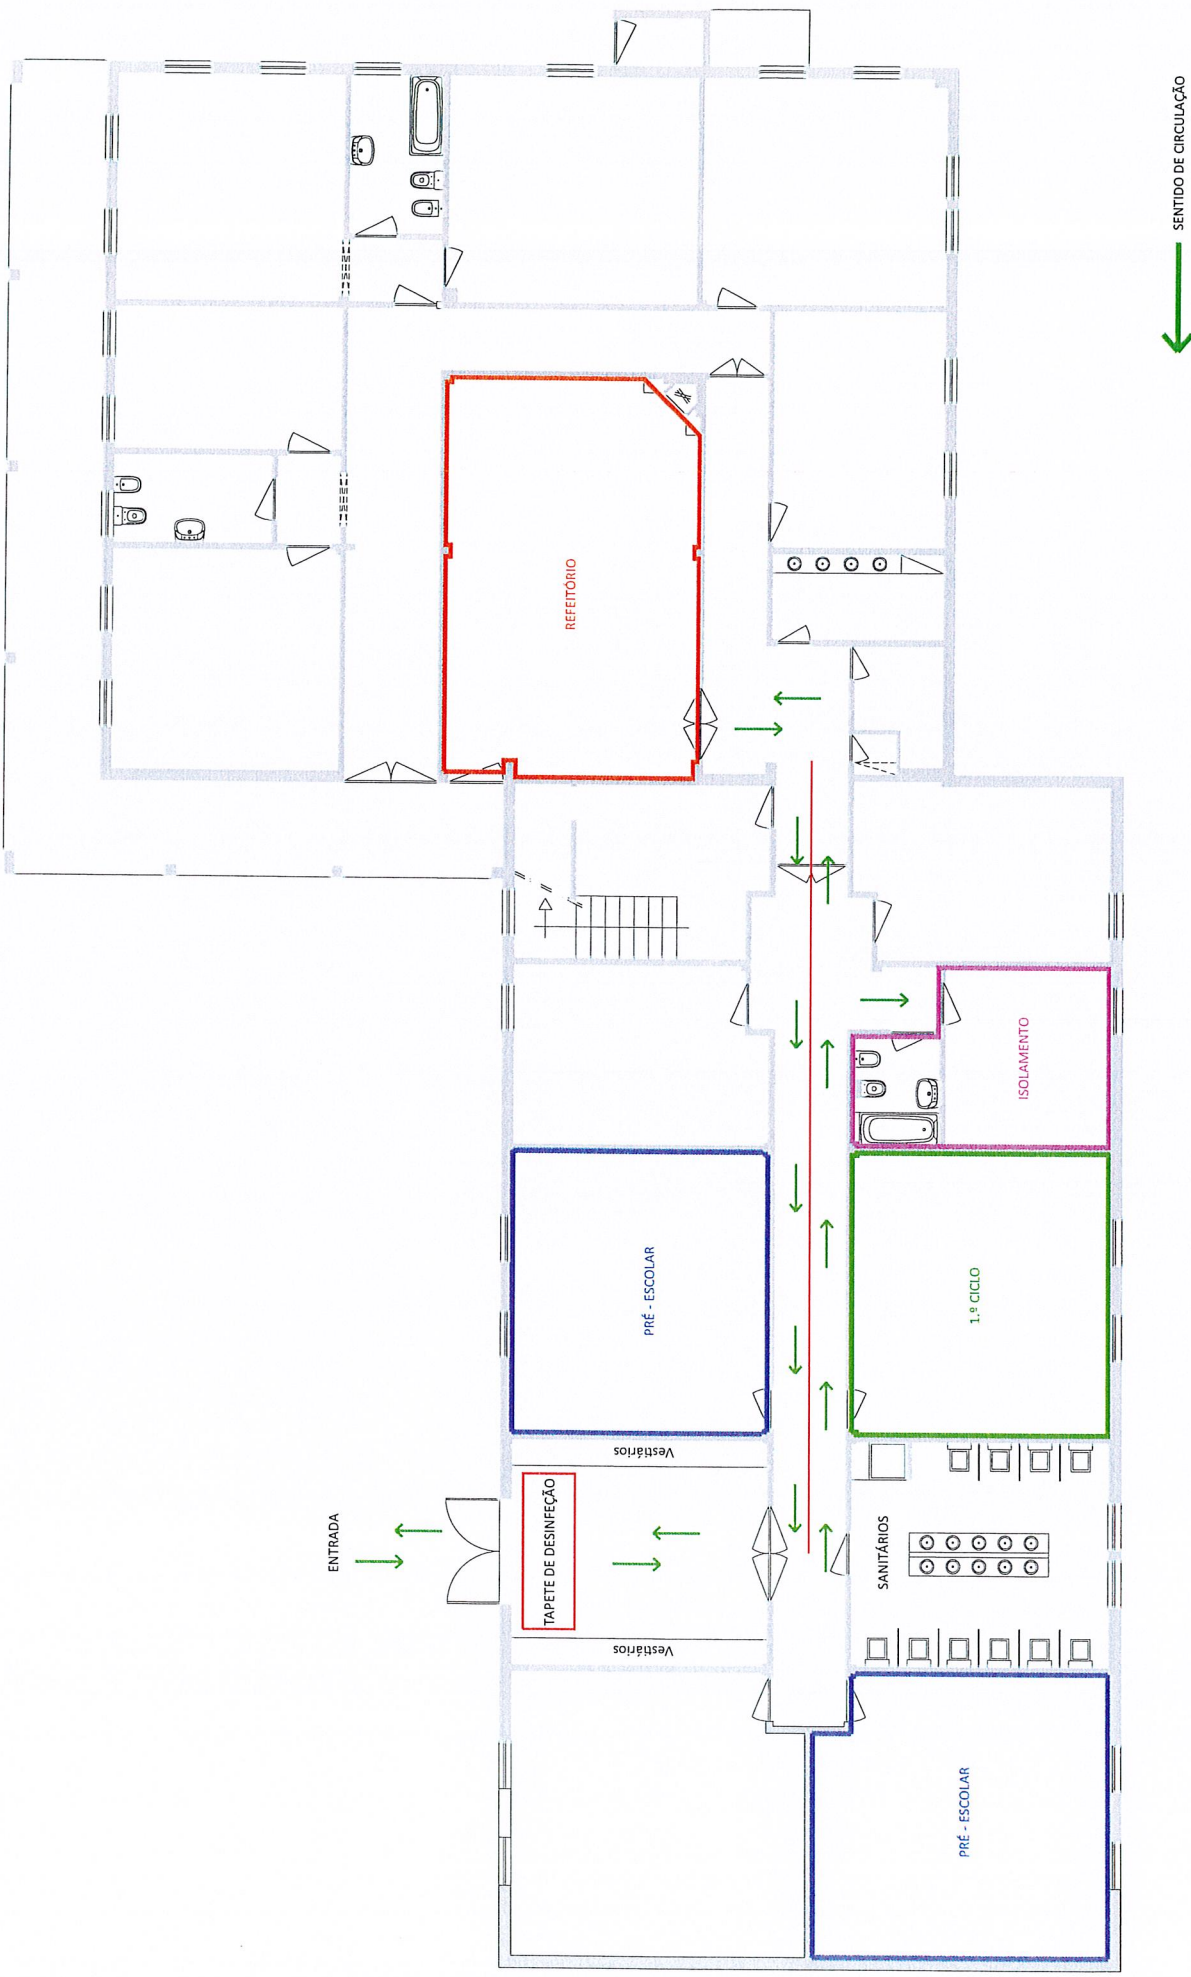 SENTIDO DE CIRCULAÇÃO
REFEITÓRIO
ISOLAMENTO
PRÉ - ESCOLAR
1.º CICLO
Vestiários
ENTRADA
TAPETE DE DESINFEÇÃO
SANITÁRIOS
Vestiários
PRÉ - ESCOLAR